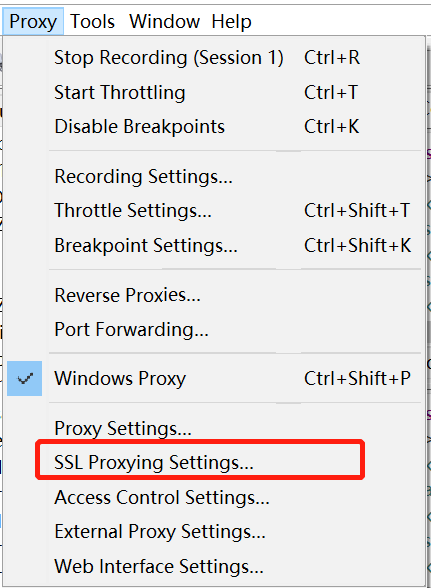 Proxy Tools Window Help
Stop Recording (Session 1) Ctrl+R
Start Throttling Ctrl+T
Disable Breakpoints Ctrl+K
Recording Settings...
Throttle Settings... Ctrl+Shift+T
Breakpoint Settings... Ctrl+Shift+K
Reverse Proxies...
Port Forwarding...
Windows Proxy Ctrl+Shift+P
Proxy Settings...
SSL Proxying Settings...
Access Control Settings...
External Proxy Settings...
Web Interface Settings...